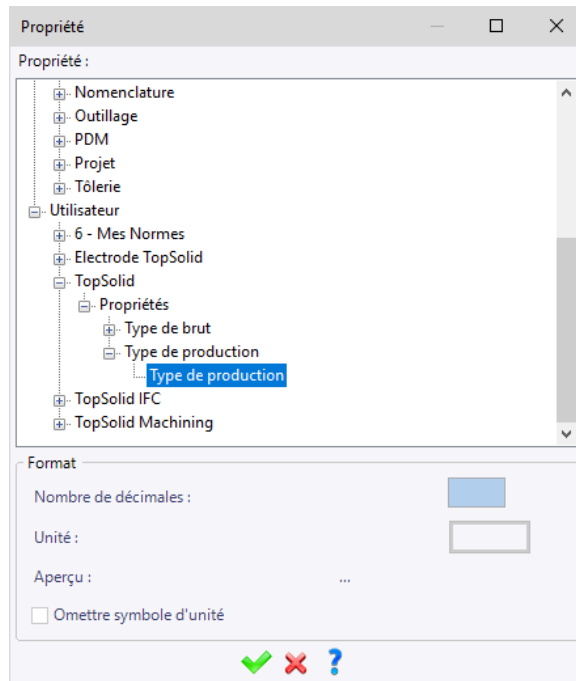 Propriété
Propriété :
Nomenclature
Outillage
PDM
Projet
Tôlerie
Utilisateur
6 - Mes Normes
Electrode TopSolid
TopSolid
Propriétés
Type de brut
Type de production
Type de production
TopSolid IFC
TopSolid Machining
Format
Nombre de décimales :
Unité :
Aperçu : ...
Omettre symbole d'unité
?